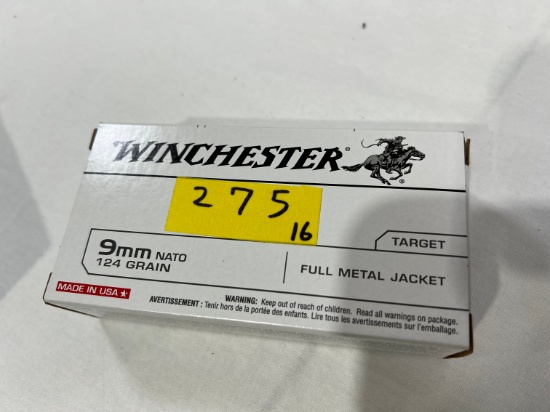 WINCHESTER
275
16
TARGET
9mm NATO
124 GRAIN
FULL METAL JACKET
MADE IN USA
WARNING: Keep out of reach of children. Read all warnings on package.
AVERTISSEMENT : Tenir hors de la portée des enfants. Lire tous les avertissements sur l'emballage.